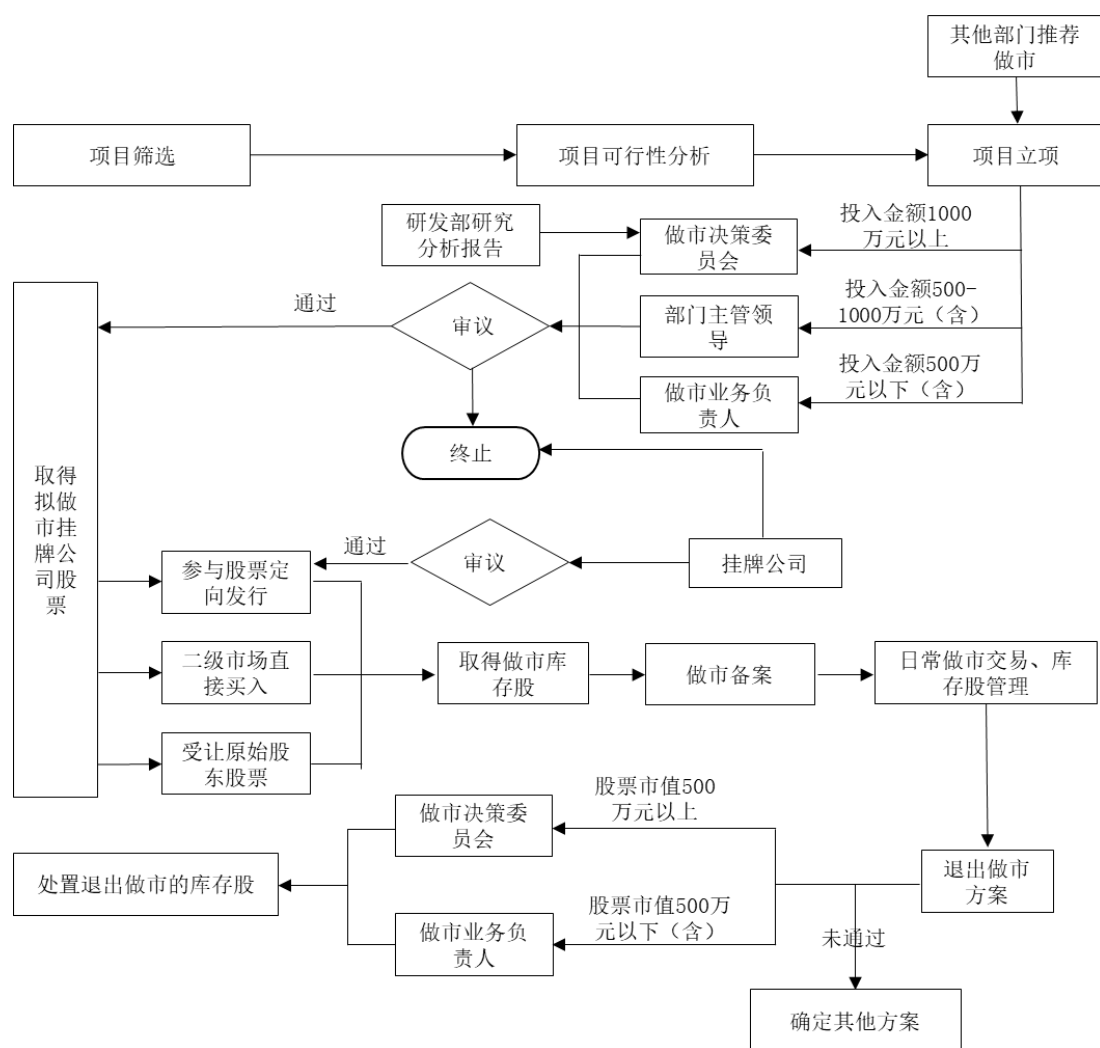 其他部门推荐
做市
项目筛选
项目可行性分析
项目立项
研发部研究
分析报告
做市决策委
员会
投入金额1000
万元以上
通过
审议
部门主管领
导
投入金额500-
1000万元（含）
做市业务负
责人
投入金额500万
元以下（含）
终止
取得
拟做
市挂
牌公
司股
票
参与股票定
向发行
通过
审议
挂牌公司
二级市场直
接买入
取得做市库
存股
做市备案
日常做市交易、库
存股管理
受让原始股
东股票
做市决策委
员会
股票市值500
万元以上
处置退出做市的库存股
退出做市
方案
做市业务负
责人
股票市值500万
元以下（含）
未通过
确定其他方案